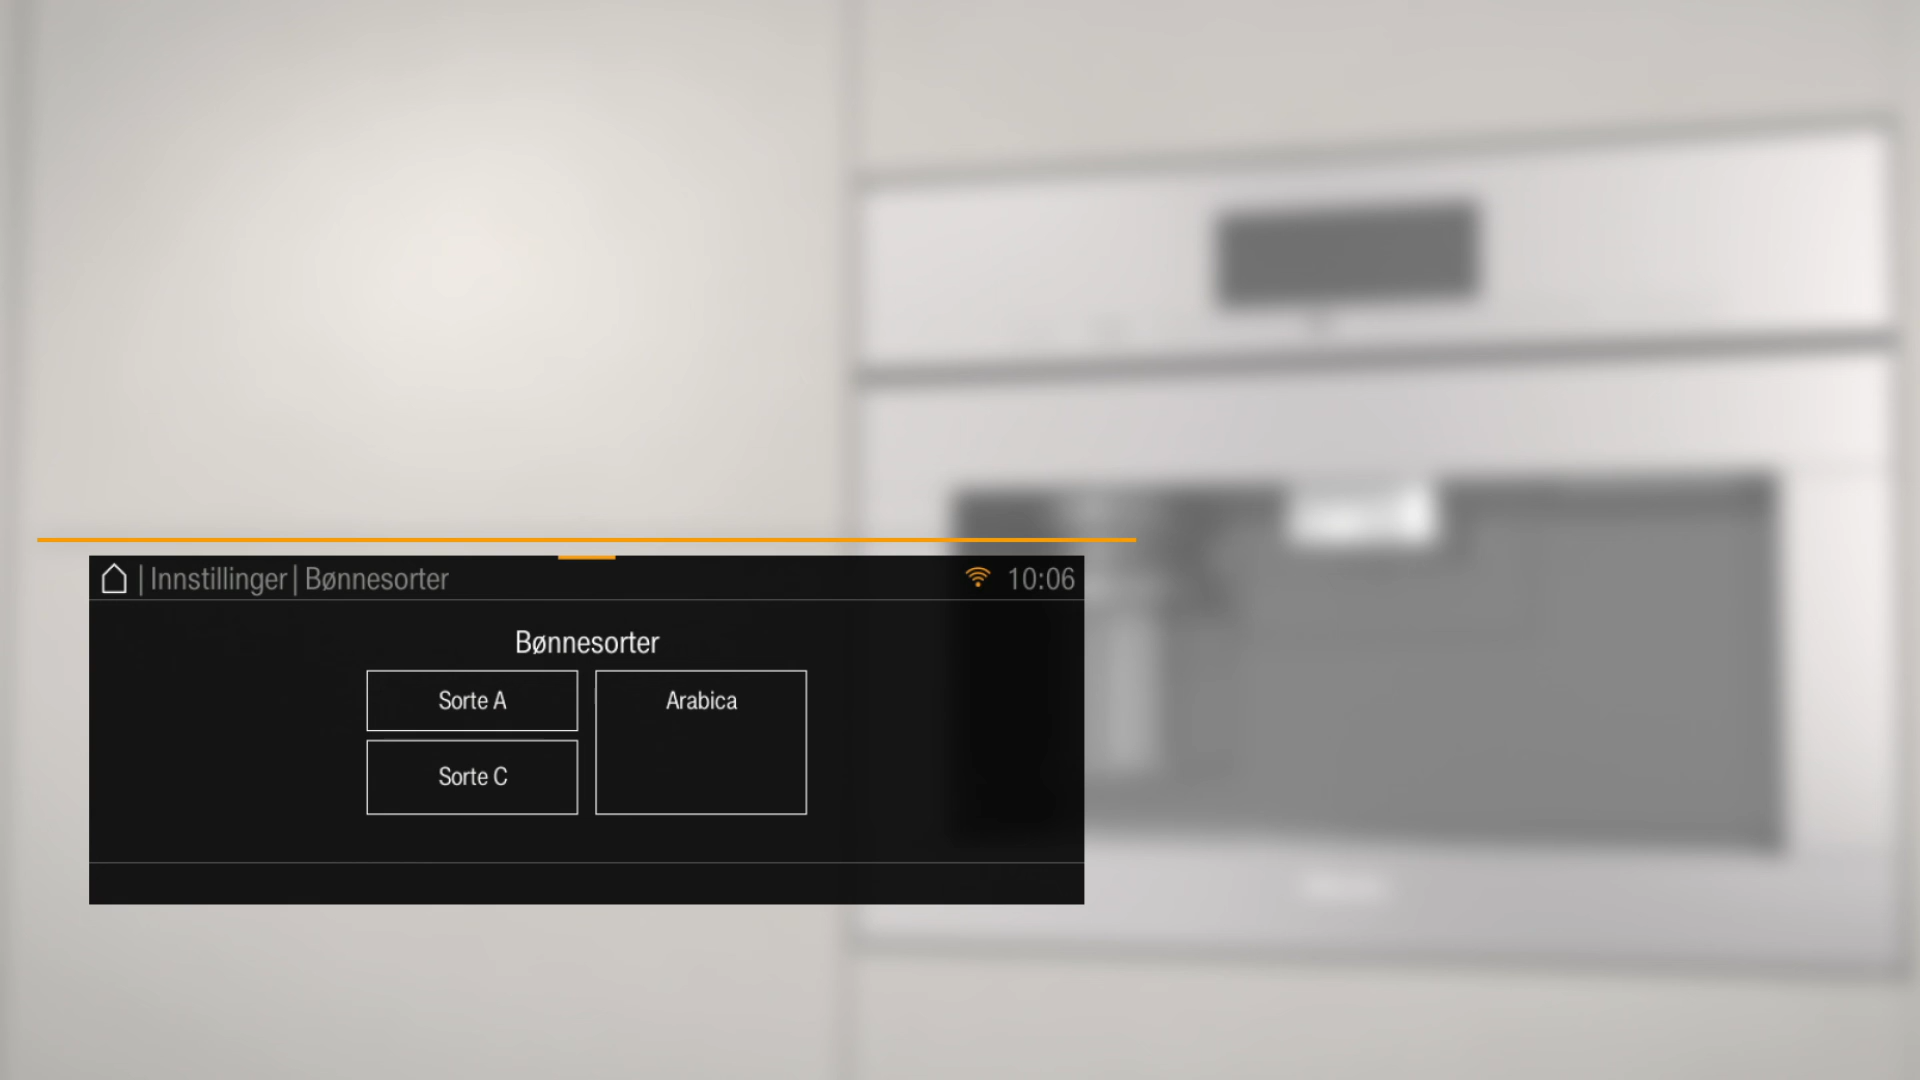 | Innstillinger | Bønnesorter
10:06
Bønnesorter
Sorte A
Arabica
Sorte C